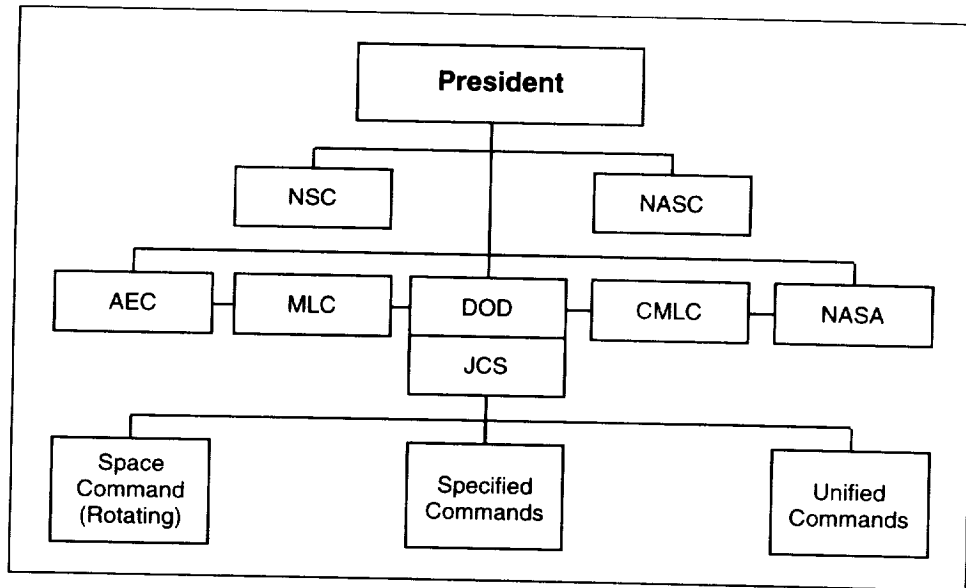 President
NSC
NASC
AEC
MLC
DOD
CMLC
NASA
JCS
Space
Command
(Rotating)
Specified
Commands
Unified
Commands